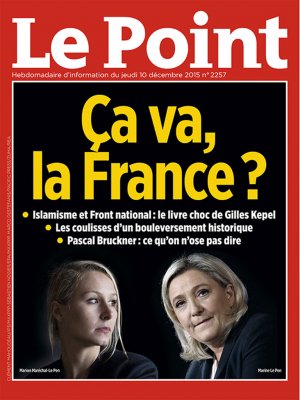 Le Point
Hebdomadaire d'information du jeudi 10 décembre 2015 n° 2257
Ça va,
la France ?
• Islamisme et Front national : le livre choc de Gilles Kepel
• Les coulisses d'un bouleversement historique
• Pascal Bruckner : ce qu'on n'ose pas dire
Marion Maréchal-Le Pen
Marine Le Pen